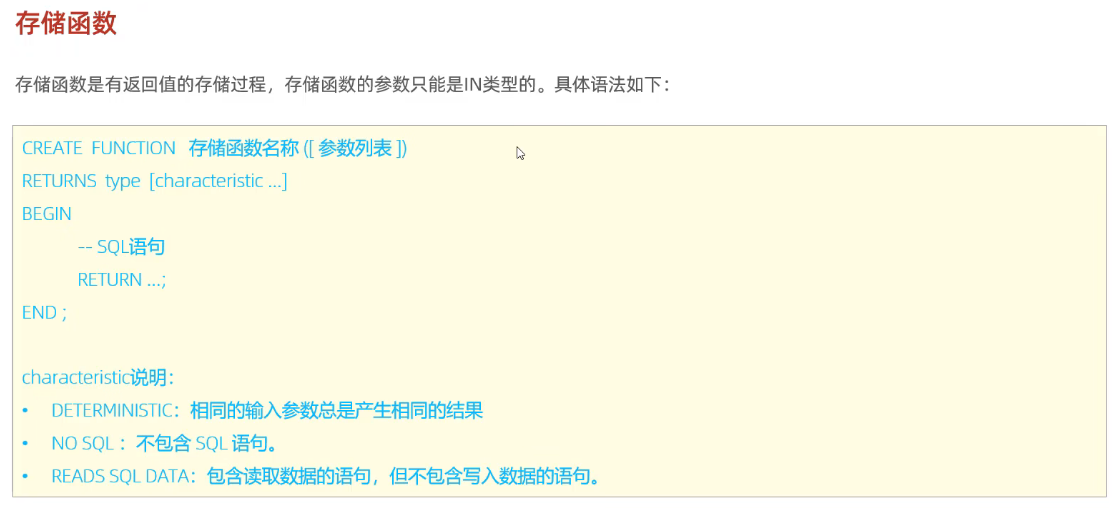 存储函数
存储函数是有返回值的存储过程，存储函数的参数只能是IN类型的。具体语法如下：
CREATE FUNCTION 存储函数名称 ([ 参数列表 ])
RETURNS type [characteristic ...]
BEGIN
-- SQL语句
RETURN ...;
END ;
characteristic说明：
• DETERMINISTIC：相同的输入参数总是产生相同的结果
• NO SQL ：不包含 SQL 语句。
• READS SQL DATA：包含读取数据的语句，但不包含写入数据的语句。